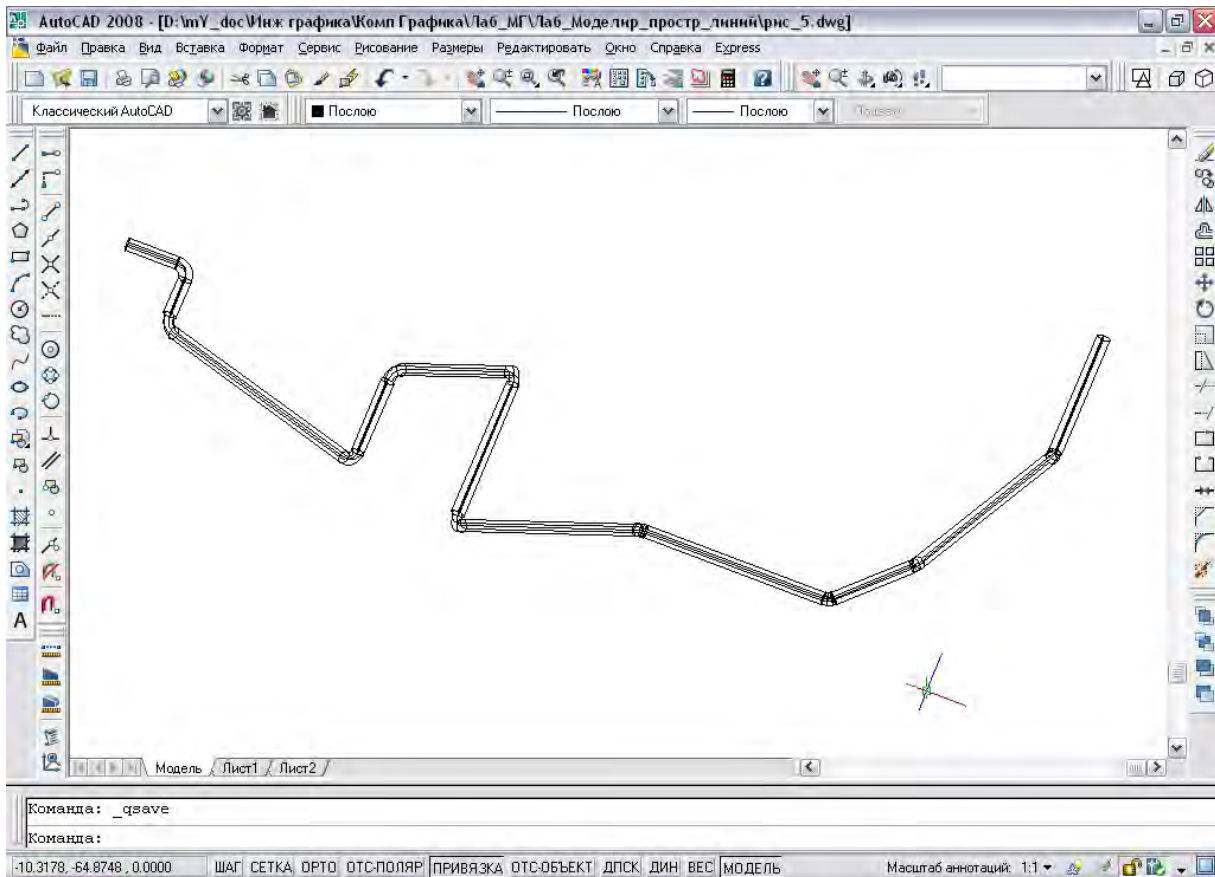 AutoCAD 2008 - [D:\mY_doc\Инж графика\Комп Графика\Лаб_МГ\Лаб_Моделир_простр_линий\рис_5.dwg]
Файл Правка Вид Вставка Формат Сервис Рисование Размеры Редактировать Окно Справка Express
Классический AutoCAD Послою Послою Послою
A
Модель Лист1 Лист2
Команда: _qsave
Команда:
-10.3178, -64.8748 , 0.0000 ШАГ СЕТКА ОРТО ОТС-ПОЛЯР ПРИВЯЗКА ОТС-ОБЪЕКТ ДПСК ДИН ВЕС МОДЕЛЬ Масштаб аннотаций: 1:1